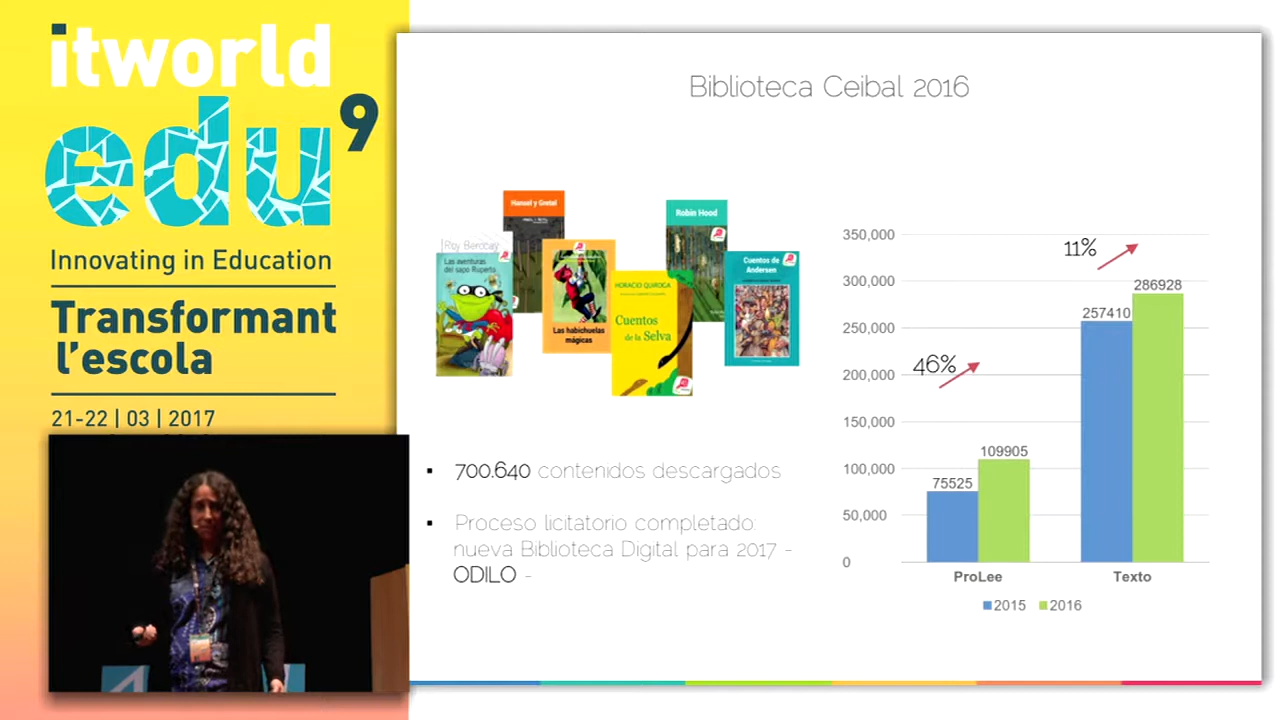 itworld
edu⁹
Innovating in Education
Transformant
l'escola
21-22 | 03 | 2017
Biblioteca Ceibal 2016
Hansel y Gretel
Robin Hood
Roy Berocay
Las aventuras
del sapo Ruperto
Las habichuelas
mágicas
HORACIO QUIROGA
Cuentos
de la Selva
Cuentos de
Andersen
▪ 700.640 contenidos descargados
▪ Proceso licitatorio completado:
nueva Biblioteca Digital para 2017 -
ODILO -
350,000
300,000
250,000
200,000
150,000
100,000
50,000
0
46%
11%
75525
109905
257410
286928
ProLee
Texto
2015
2016